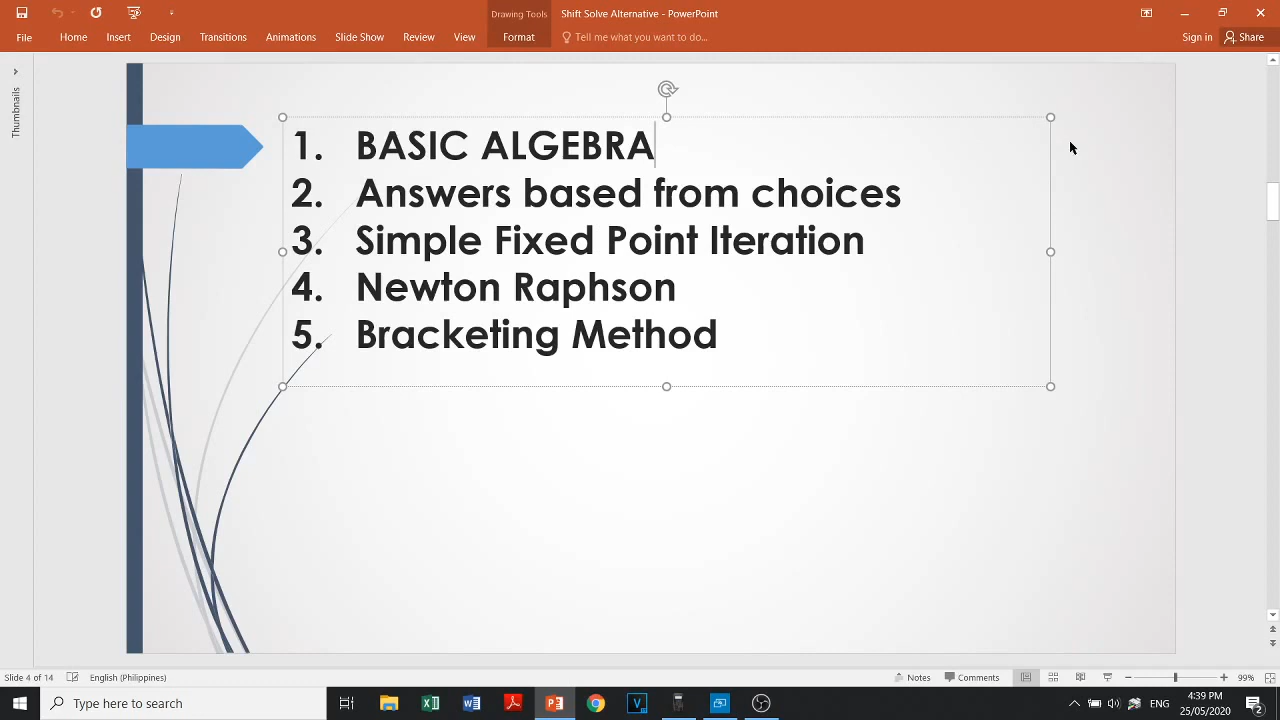 Drawing Tools
Shift Solve Alternative - PowerPoint
File
Home
Insert
Design
Transitions
Animations
Slide Show
Review
View
Format
Tell me what you want to do...
Sign in
Share
Thumbnails
1. BASIC ALGEBRA
2. Answers based from choices
3. Simple Fixed Point Iteration
4. Newton Raphson
5. Bracketing Method
Slide 4 of 14
English (Philippines)
Notes
Comments
99%
Type here to search
ENG
4:39 PM
25/05/2020
2